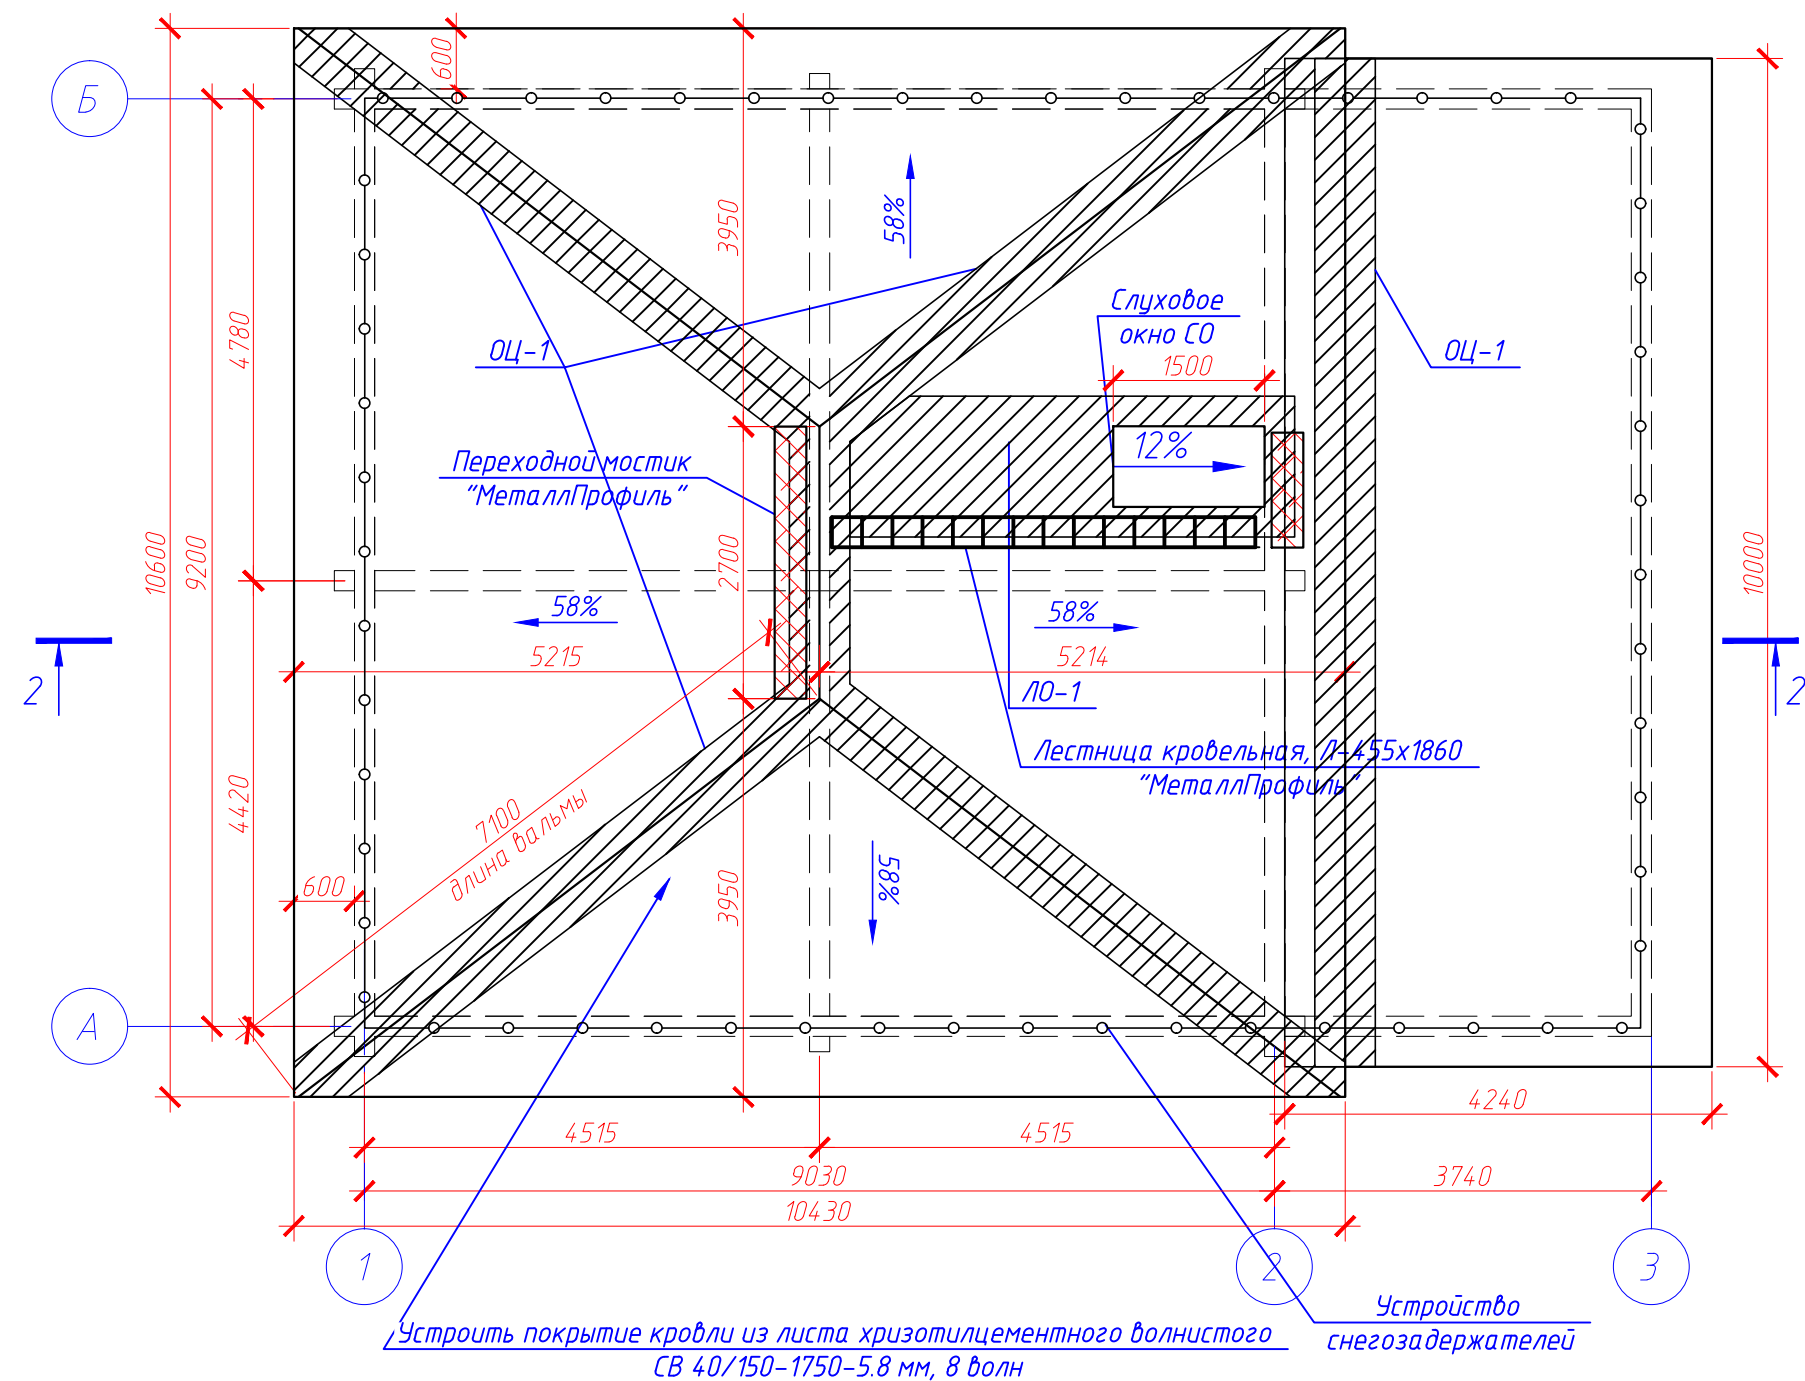 600
Б
3950
58%
4780
Слуховое
окно СО
1500
ОЦ-1
ОЦ-1
12%
Переходной мостик
"МеталлПрофиль"
10600
9200
2700
10000
58%
58%
5215
5214
2
2
ЛО-1
Лестница кровельная, Л-455х1860
"МеталлПрофиль"
4420
7100
длина вальмы
600
3950
58%
А
4240
4515
4515
9030
3740
10430
1
2
3
Устройство
снегозадержателей
Устроить покрытие кровли из листа хризотилцементного волнистого
СВ 40/150-1750-5.8 мм, 8 волн